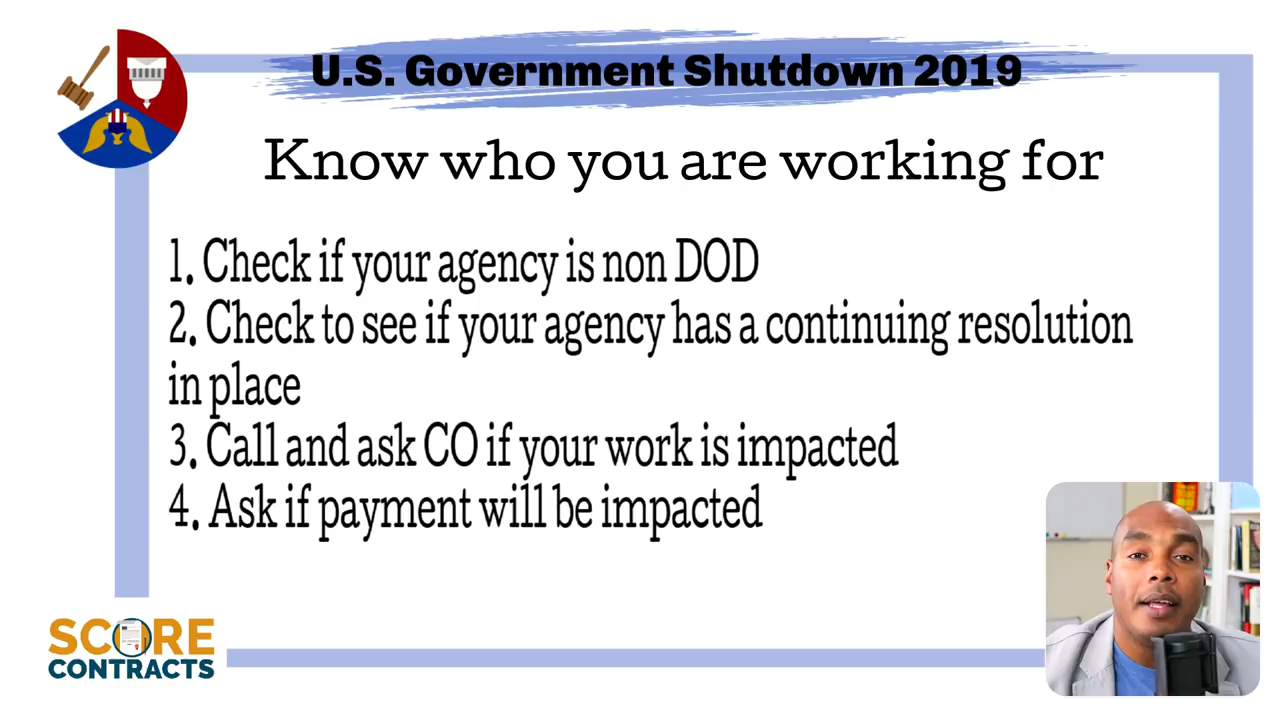 U.S. Government Shutdown 2019
Know who you are working for
1. Check if your agency is non DOD
2. Check to see if your agency has a continuing resolution
in place
3. Call and ask CO if your work is impacted
4. Ask if payment will be impacted
SCORE
CONTRACTS